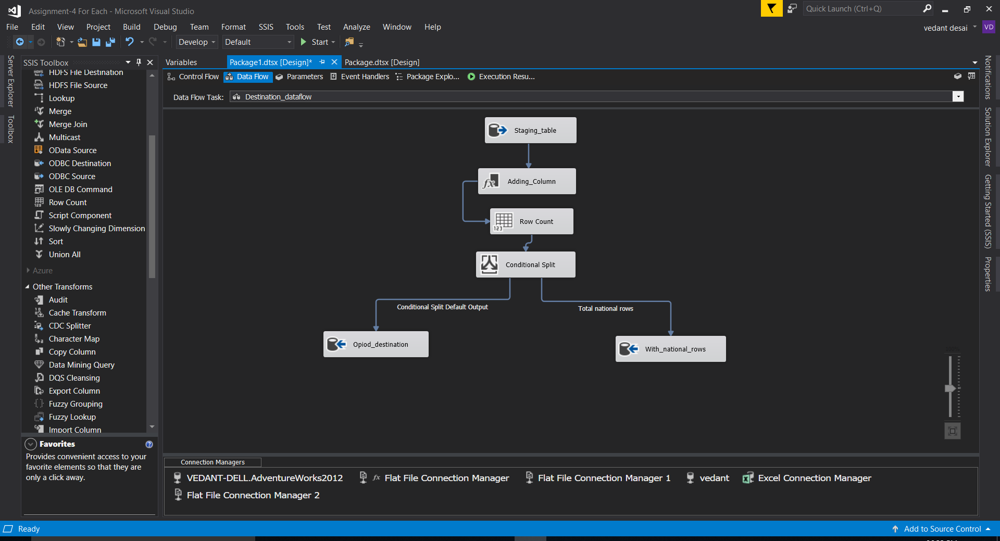 Assignment-4 For Each - Microsoft Visual Studio
Quick Launch (Ctrl+Q)
File Edit View Project Build Debug Team Format SSIS Tools Test Analyze Window Help
vedant desai VD
Develop Default Start
Server Explorer
Toolbox
SSIS Toolbox
HDFS File Destination
HDFS File Source
Lookup
Merge
Merge Join
Multicast
OData Source
ODBC Destination
ODBC Source
OLE DB Command
Row Count
Script Component
Slowly Changing Dimension
Sort
Union All
Azure
Other Transforms
Audit
Cache Transform
CDC Splitter
Character Map
Copy Column
Data Mining Query
DQS Cleansing
Export Column
Fuzzy Grouping
Fuzzy Lookup
Import Column
Favorites
Provides convenient access to your
favorite elements so that they are
only a click away.
Variables Package1.dtsx [Design]* Package.dtsx [Design]
Control Flow Data Flow Parameters Event Handlers Package Explo... Execution Resu...
Data Flow Task: Destination_dataflow
Staging_table
Adding_Column
Row Count
Conditional Split
Conditional Split Default Output
Total national rows
Opiod_destination
With_national_rows
100%
Connection Managers
VEDANT-DELL.AdventureWorks2012 fx Flat File Connection Manager Flat File Connection Manager 1 vedant Excel Connection Manager
Flat File Connection Manager 2
Notifications
Solution Explorer
Getting Started (SSIS)
Properties
Ready
Add to Source Control